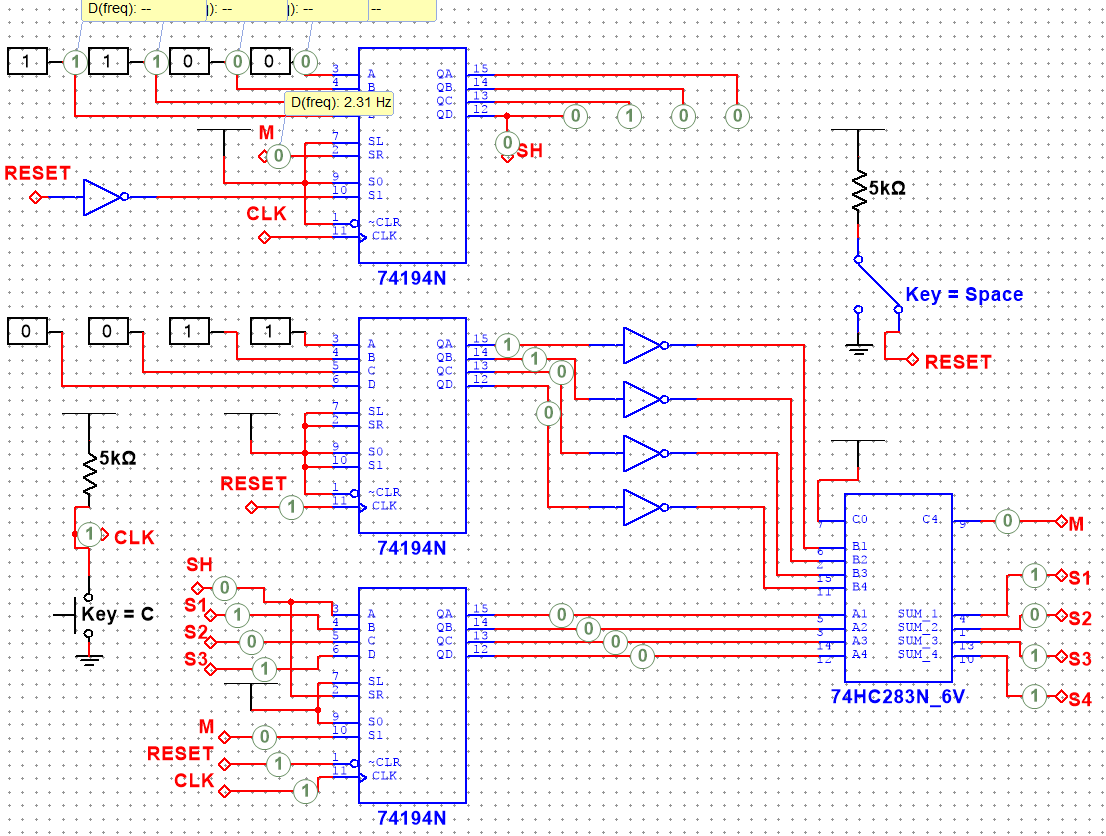 D(freq): -- ): -- ): -- --
1 1 1 1 0 0 0 0
3 A QA 15
4 B QB 14
QC 13
QD 12
D(freq): 2.31 Hz
0 1 0 0
M 0
7 SL
2 SR
0 SH
RESET
9 S0
10 S1
5kΩ
CLK
1 ~CLR
11 CLK
74194N
Key = Space
RESET
0 0 1 1
3 A QA 15 1
4 B QB 14 1
5 C QC 13 0
6 D QD 12 0
7 SL
2 SR
5kΩ
9 S0
10 S1
RESET 1
1 ~CLR
11 CLK
74194N
1 CLK
7 C0 C4 9 0 M
6 B1
2 B2
15 B3
11 B4
1 S1
SH 0
S1 1
S2 0
S3 1
Key = C
3 A QA 15 0
4 B QB 14 0
5 C QC 13 0
6 D QD 12 0
5 A1 SUM_1 4
3 A2 SUM_2 1
14 A3 SUM_3 13
12 A4 SUM_4 10
0 S2
1 S3
1 S4
74HC283N_6V
7 SL
2 SR
M 0
9 S0
10 S1
RESET 1
1 ~CLR
CLK 1
11 CLK
74194N